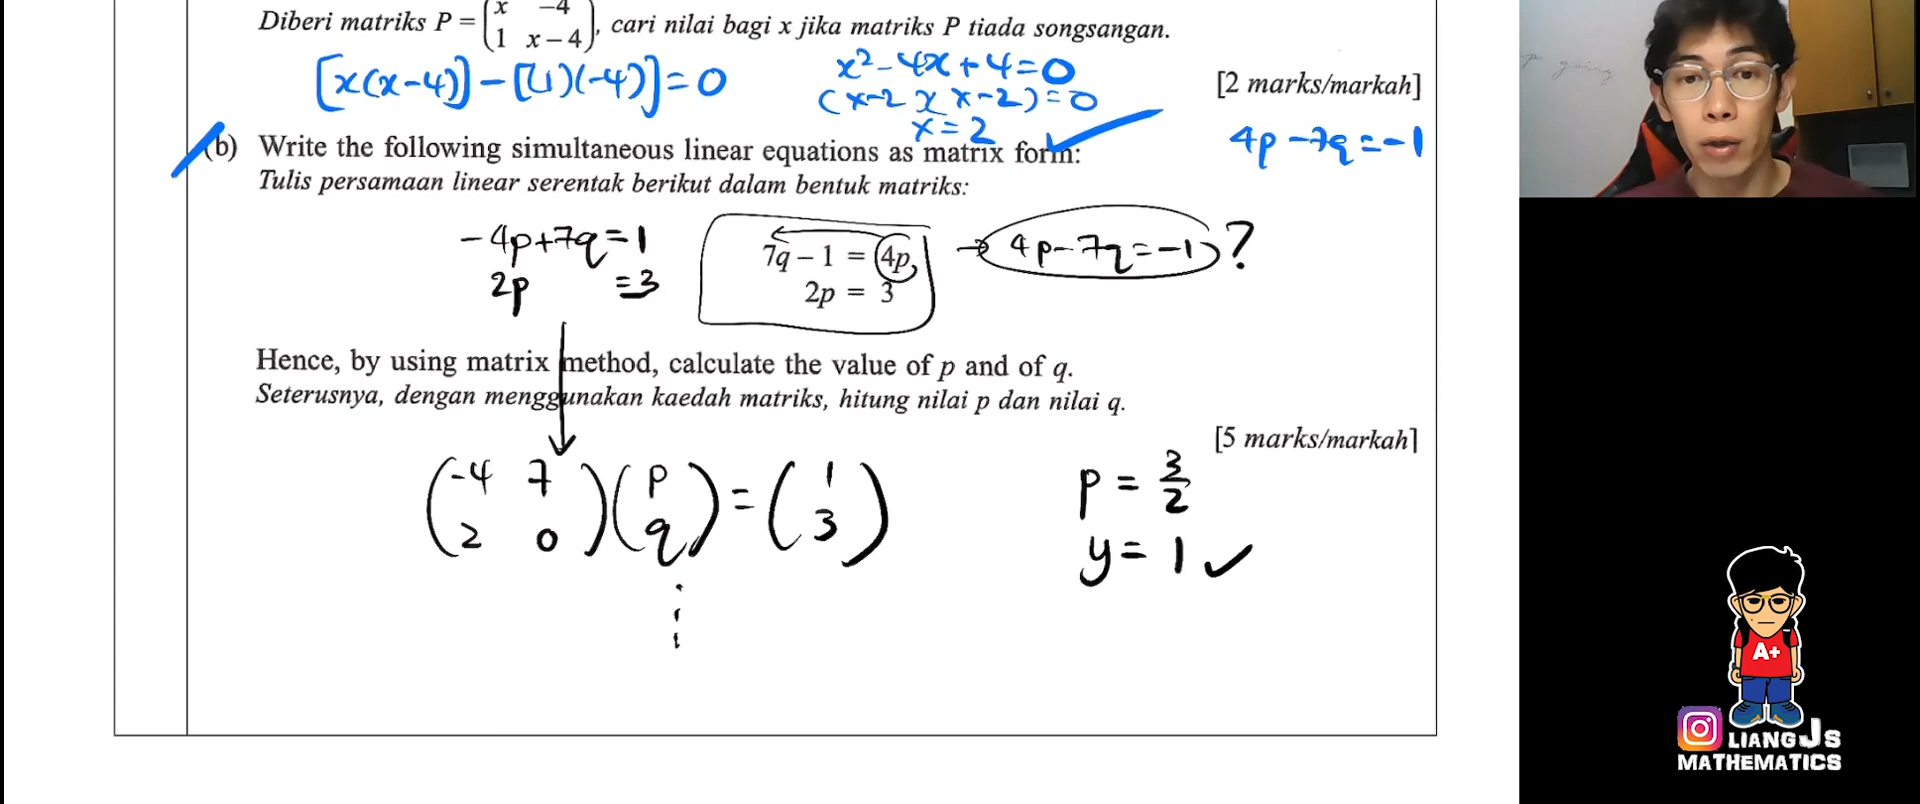 Diberi matriks P = (x −4
1 x − 4), cari nilai bagi x jika matriks P tiada songsangan.
[x(x-4)] - [(1)(-4)] = 0
x² - 4x + 4 = 0
[2 marks/markah]
(x-2)(x-2) = 0
x = 2
4p - 7q = -1
(b) Write the following simultaneous linear equations as matrix form:
Tulis persamaan linear serentak berikut dalam bentuk matriks:
-4p+7q=1
2p =3
7q − 1 = 4p,
2p = 3
→ 4p-7q=-1 ?
Hence, by using matrix method, calculate the value of p and of q.
Seterusnya, dengan menggunakan kaedah matriks, hitung nilai p dan nilai q.
[5 marks/markah]
(-4 7
2 0) (p
q) = (1
3)
p = 3/2
y = 1 ✓
A+
LIANGJS
MATHEMATICS